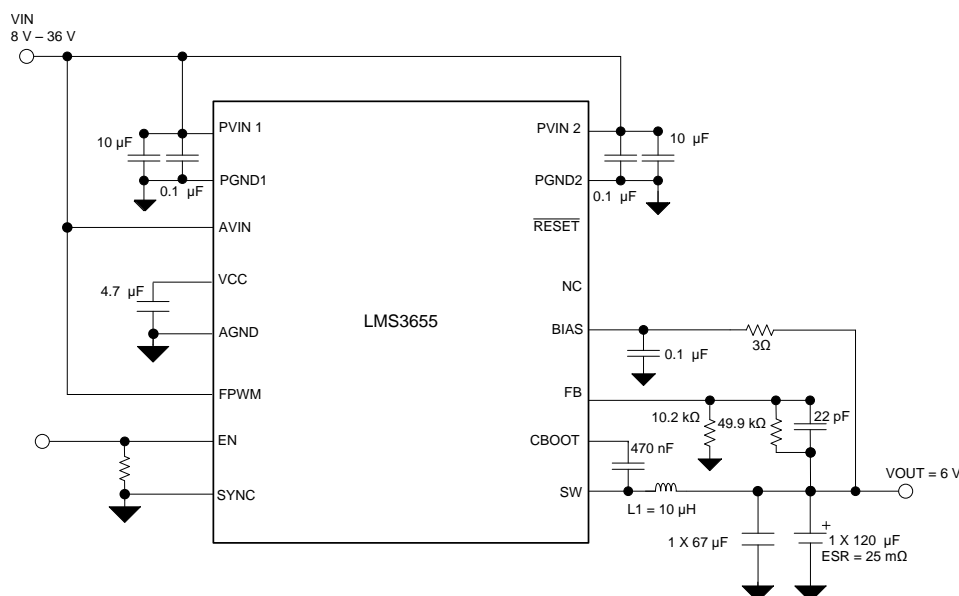 VIN
8 V – 36 V
PVIN 1
PVIN 2
10 µF
10 µF
PGND1
PGND2
0.1 µF
0.1 µF
AVIN
RESET
VCC
NC
4.7 µF
LMS3655
AGND
BIAS
3Ω
0.1 µF
FPWM
FB
10.2 kΩ
49.9 kΩ
22 pF
EN
CBOOT
470 nF
VOUT = 6 V
SYNC
SW
L1 = 10 µH
+
1 X 67 µF
1 X 120 µF
ESR = 25 mΩ